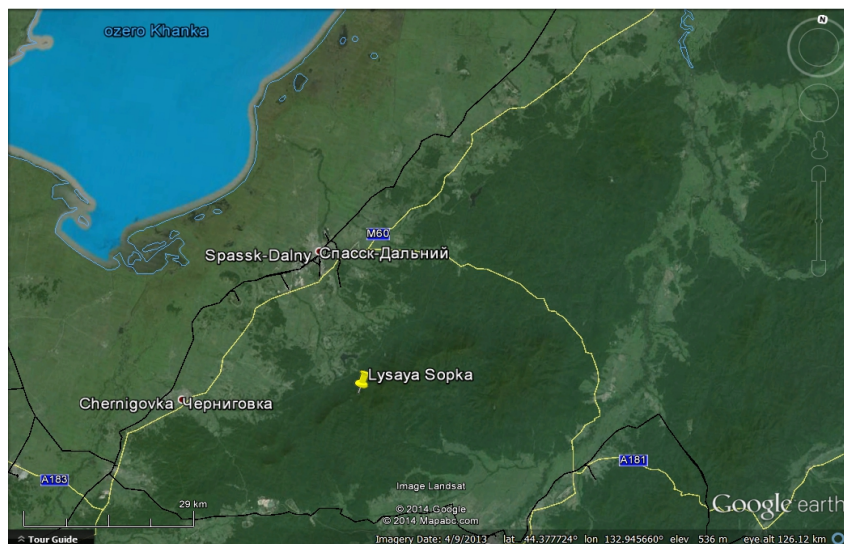 N
ozero Khanka
M60
Spassk-Dalny Спасск-Дальний
Lysaya Sopka
Chernigovka Черниговка
A181
A183
Image Landsat
29 km
© 2014 Google
© 2014 Mapabc.com
Google earth
Tour Guide
Imagery Date: 4/9/2013 lat 44.377724° lon 132.945660° elev 536 m eye alt 126.12 km